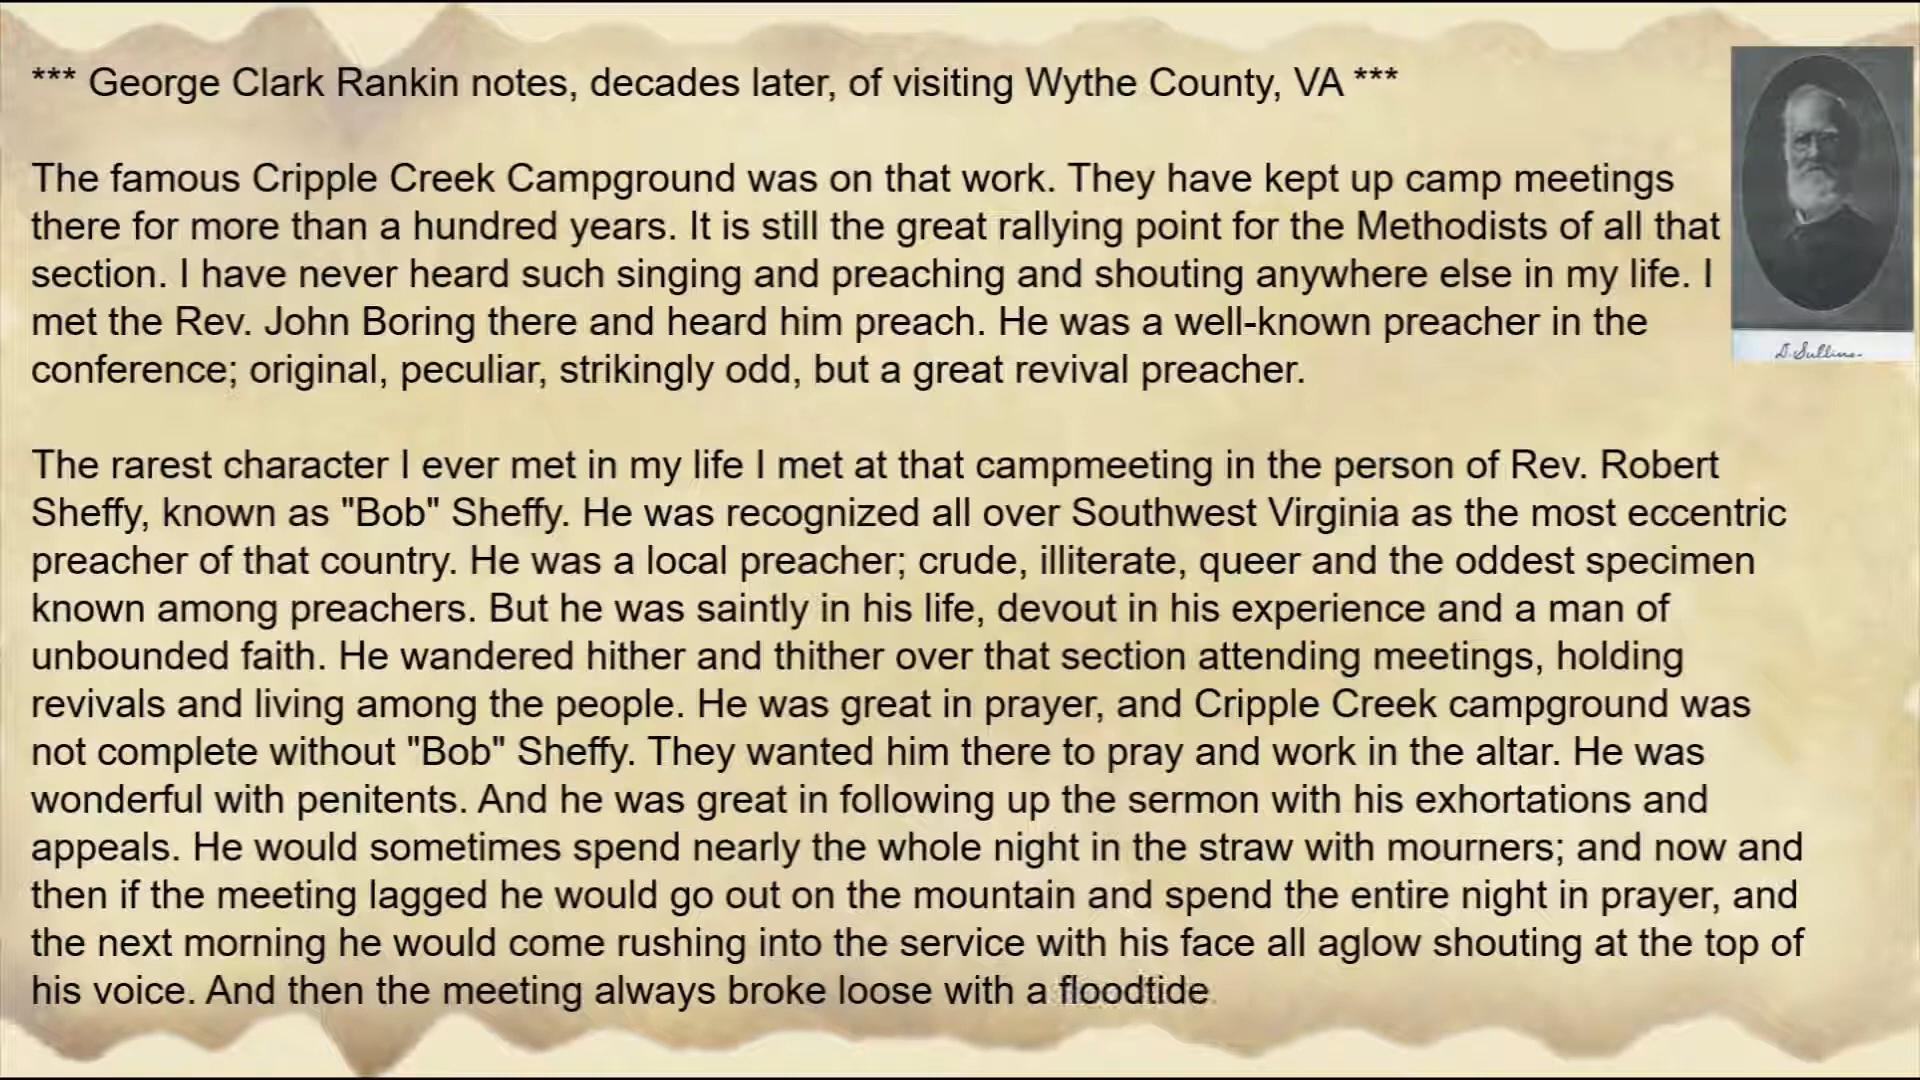 *** George Clark Rankin notes, decades later, of visiting Wythe County, VA ***
The famous Cripple Creek Campground was on that work. They have kept up camp meetings
there for more than a hundred years. It is still the great rallying point for the Methodists of all that
section. I have never heard such singing and preaching and shouting anywhere else in my life. I
met the Rev. John Boring there and heard him preach. He was a well-known preacher in the
conference; original, peculiar, strikingly odd, but a great revival preacher.
The rarest character I ever met in my life I met at that campmeeting in the person of Rev. Robert
Sheffy, known as "Bob" Sheffy. He was recognized all over Southwest Virginia as the most eccentric
preacher of that country. He was a local preacher; crude, illiterate, queer and the oddest specimen
known among preachers. But he was saintly in his life, devout in his experience and a man of
unbounded faith. He wandered hither and thither over that section attending meetings, holding
revivals and living among the people. He was great in prayer, and Cripple Creek campground was
not complete without "Bob" Sheffy. They wanted him there to pray and work in the altar. He was
wonderful with penitents. And he was great in following up the sermon with his exhortations and
appeals. He would sometimes spend nearly the whole night in the straw with mourners; and now and
then if the meeting lagged he would go out on the mountain and spend the entire night in prayer, and
the next morning he would come rushing into the service with his face all aglow shouting at the top of
his voice. And then the meeting always broke loose with a floodtide.
D. Sullins.